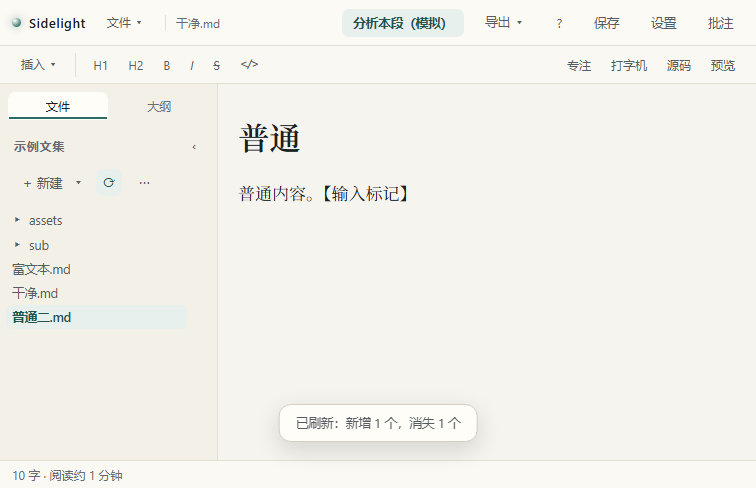 Sidelight 文件 干净.md 分析本段（模拟） 导出 ? 保存 设置 批注
插入 H1 H2 B I S </> 专注 打字机 源码 预览
文件 大纲
示例文集
+ 新建 ...
assets
sub
富文本.md
干净.md
普通二.md
普通
普通内容。【输入标记】
已刷新：新增 1 个，消失 1 个
10 字 · 阅读约 1 分钟